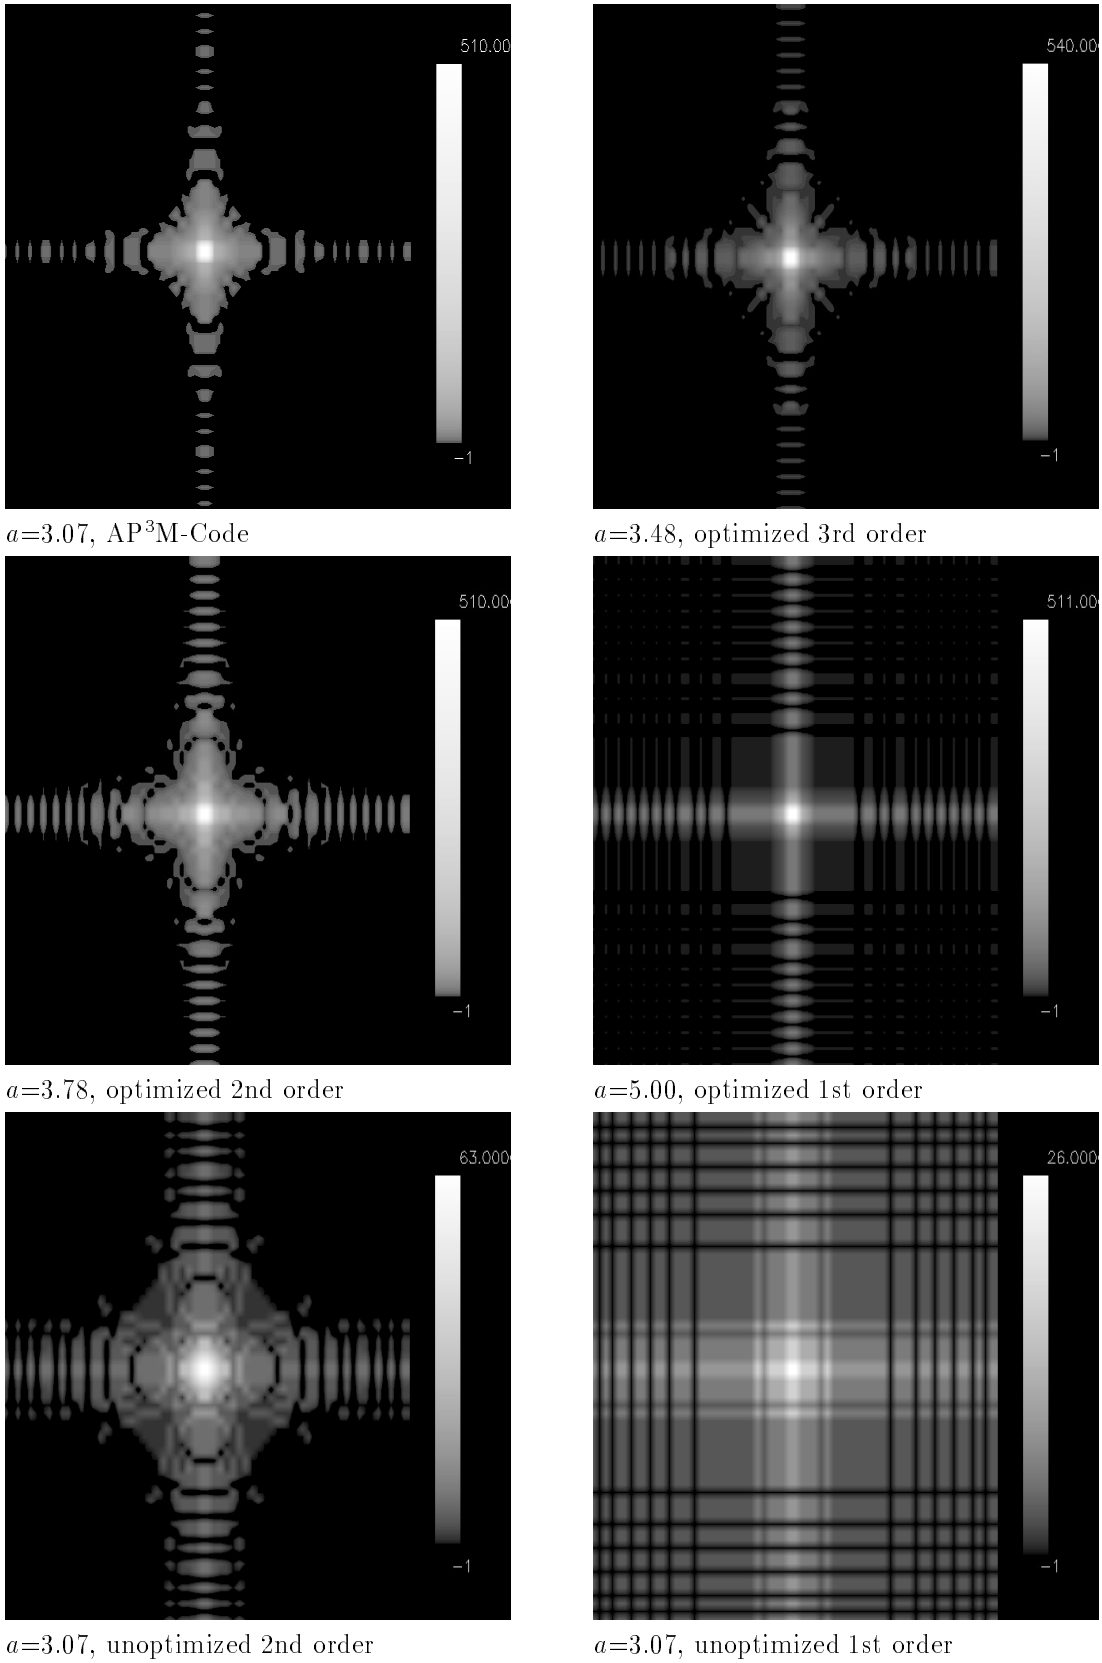 510.00
-1
a=3.07, AP³M-Code
540.00
-1
a=3.48, optimized 3rd order
510.00
-1
a=3.78, optimized 2nd order
511.00
-1
a=5.00, optimized 1st order
63.000
-1
a=3.07, unoptimized 2nd order
26.000
-1
a=3.07, unoptimized 1st order